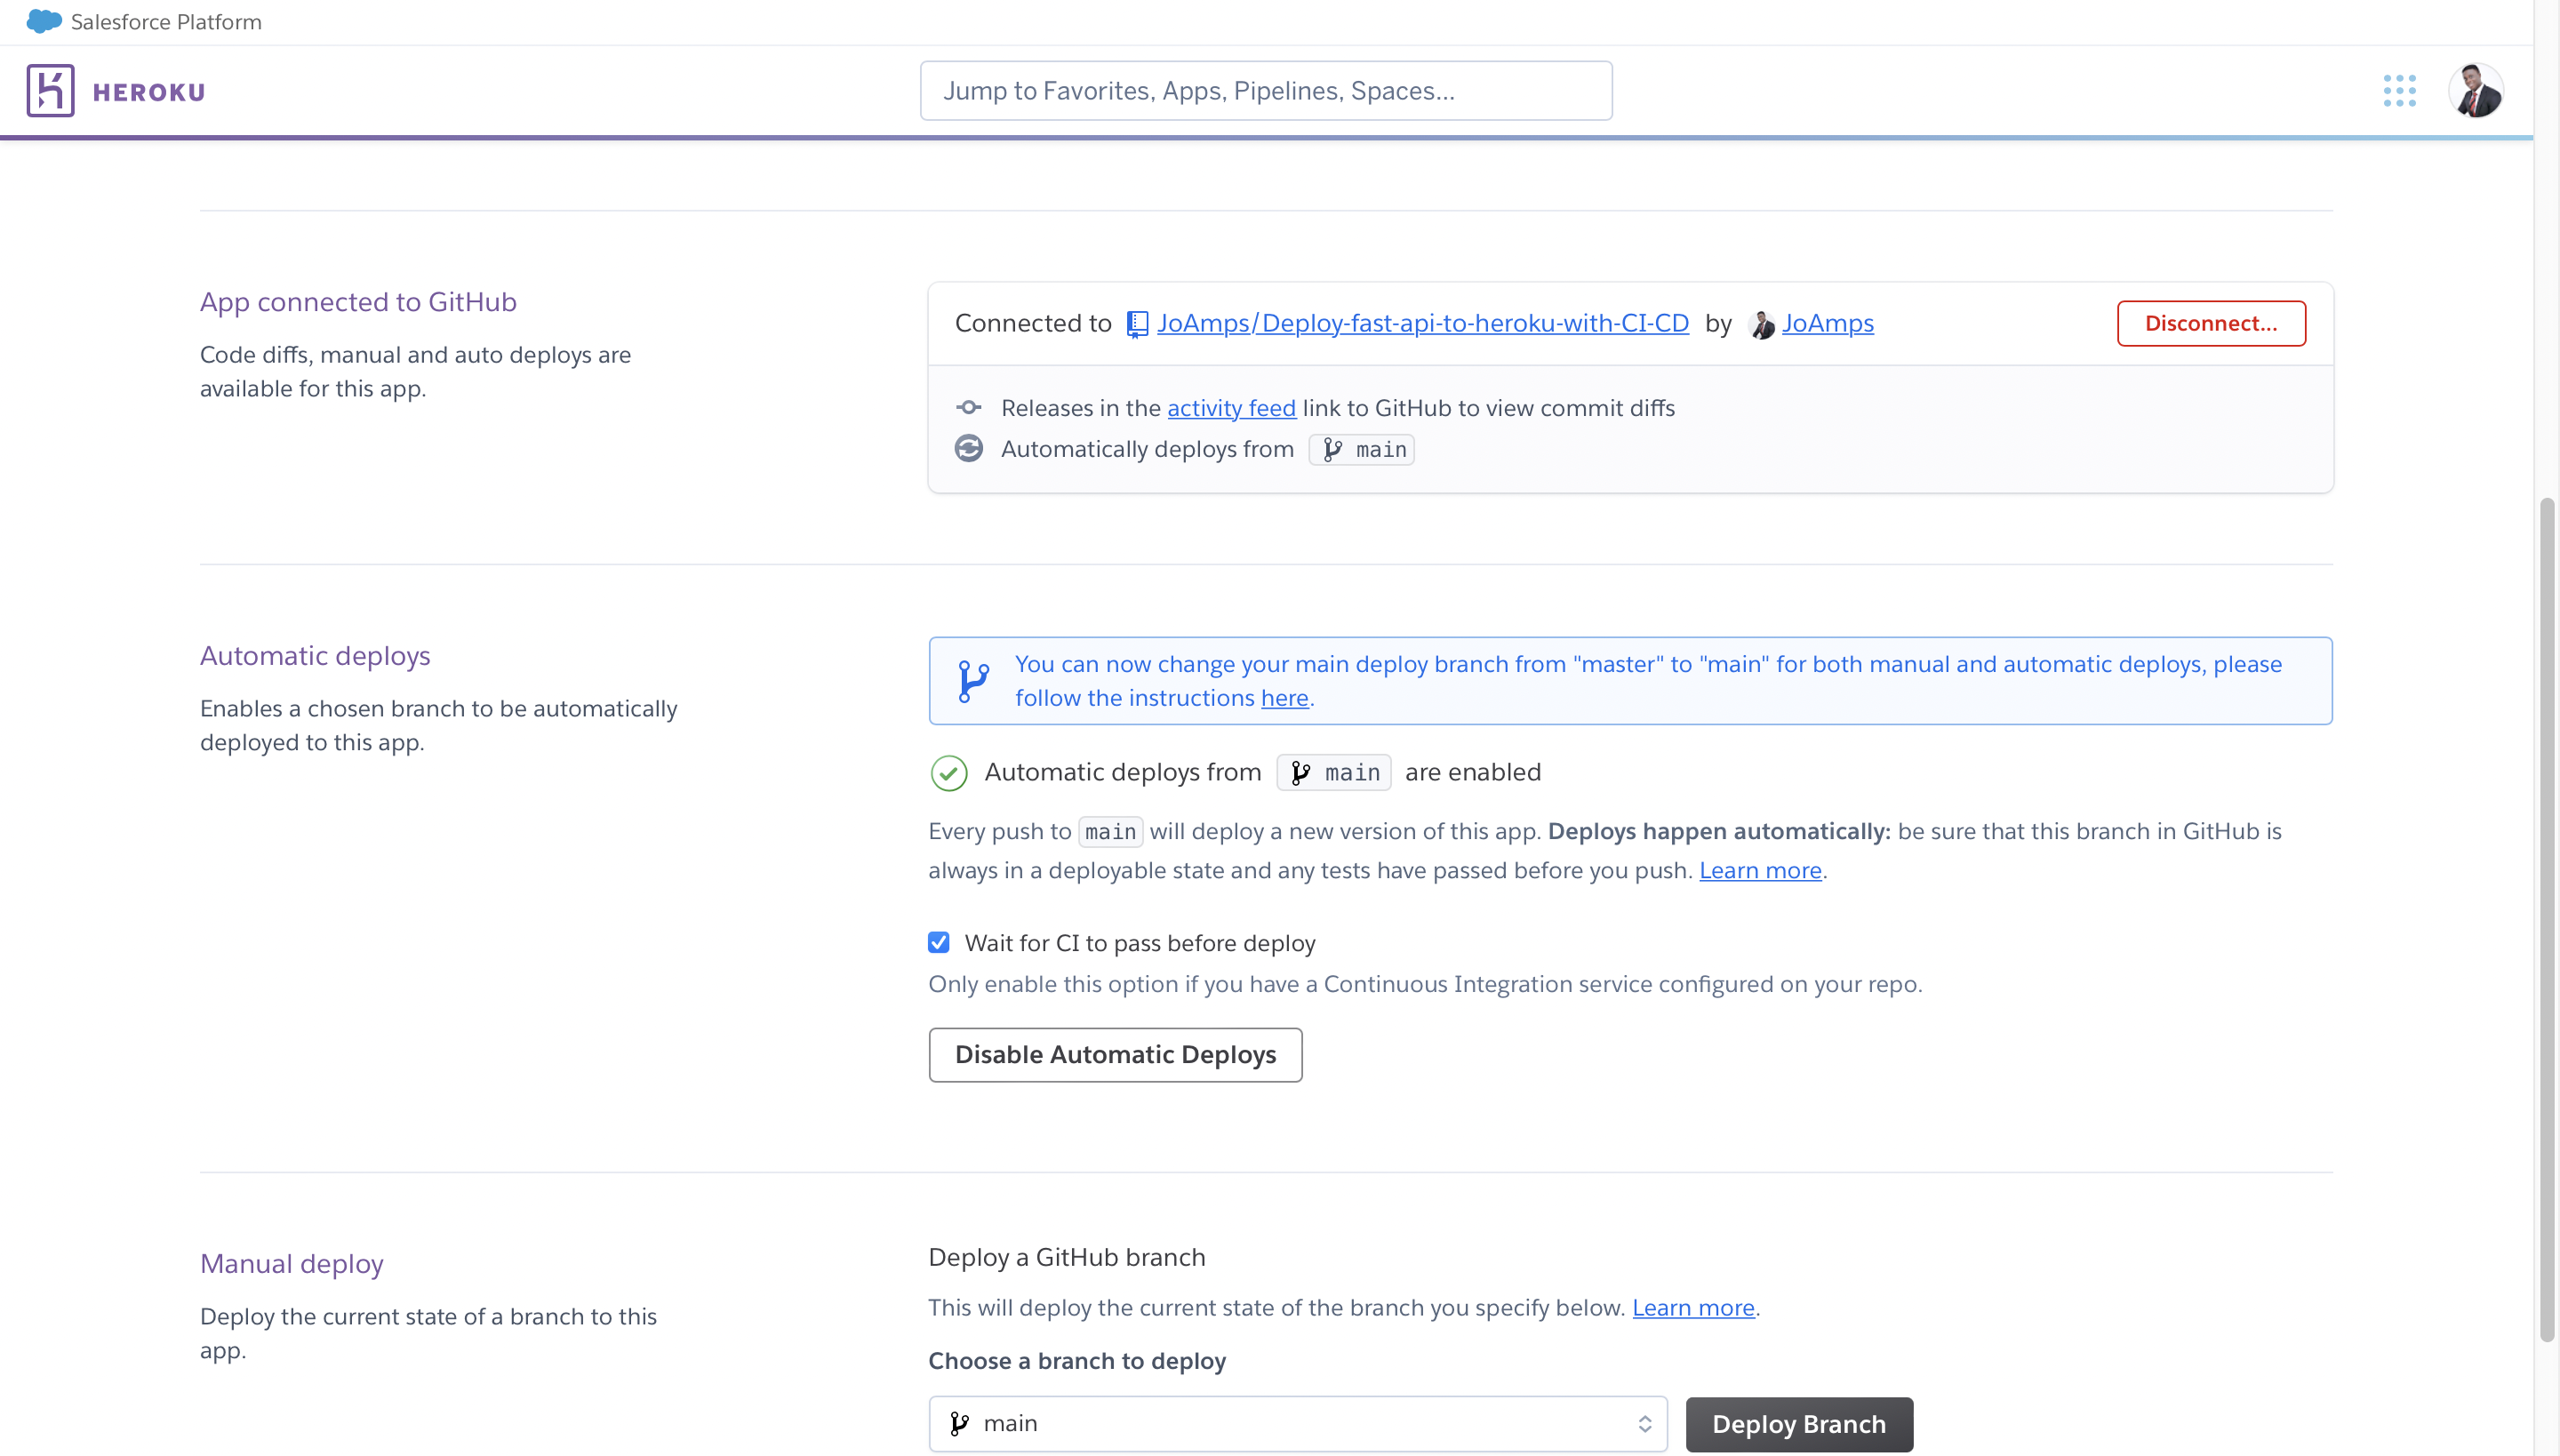 Salesforce Platform
HEROKU
Jump to Favorites, Apps, Pipelines, Spaces...
App connected to GitHub
Code diffs, manual and auto deploys are
available for this app.
Connected to JoAmps/Deploy-fast-api-to-heroku-with-CI-CD by JoAmps
Disconnect...
Releases in the activity feed link to GitHub to view commit diffs
Automatically deploys from main
Automatic deploys
Enables a chosen branch to be automatically
deployed to this app.
You can now change your main deploy branch from "master" to "main" for both manual and automatic deploys, please
follow the instructions here.
Automatic deploys from main are enabled
Every push to main will deploy a new version of this app. Deploys happen automatically: be sure that this branch in GitHub is
always in a deployable state and any tests have passed before you push. Learn more.
Wait for CI to pass before deploy
Only enable this option if you have a Continuous Integration service configured on your repo.
Disable Automatic Deploys
Manual deploy
Deploy the current state of a branch to this
app.
Deploy a GitHub branch
This will deploy the current state of the branch you specify below. Learn more.
Choose a branch to deploy
main
Deploy Branch